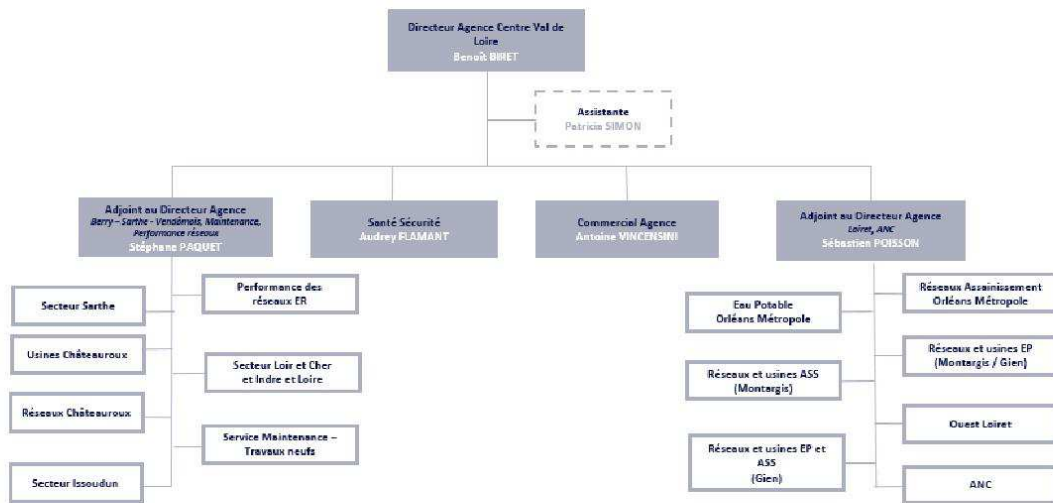 Directeur Agence Centre Val de
Loire
Benoît BIRET
Assistante
Patricia SIMON
Adjoint au Directeur Agence
Berry – Sarthe - Vendômois, Maintenance,
Performance réseaux
Stéphane PAQUET
Santé Sécurité
Audrey FLAMANT
Commercial Agence
Antoine VINCENSINI
Adjoint au Directeur Agence
Loiret, ANC
Sébastien POISSON
Secteur Sarthe
Performance des
réseaux ER
Usines Châteauroux
Secteur Loir et Cher
et Indre et Loire
Réseaux Châteauroux
Service Maintenance –
Travaux neufs
Secteur Issoudun
Eau Potable
Orléans Métropole
Réseaux Assainissement
Orléans Métropole
Réseaux et usines ASS
(Montargis)
Réseaux et usines EP
(Montargis / Gien)
Réseaux et usines EP et
ASS
(Gien)
Ouest Loiret
ANC